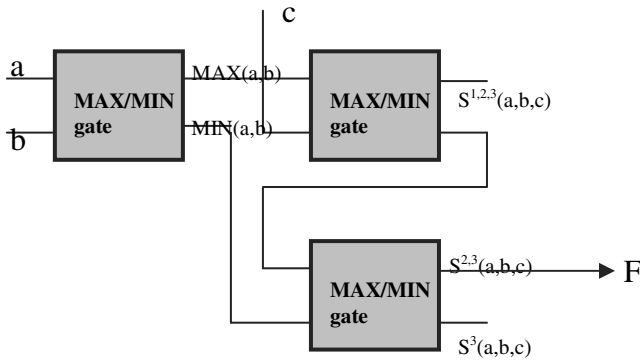 c
a
MAX(a,b)
MAX/MIN
gate
MAX/MIN
gate
S^{1,2,3}(a,b,c)
b
MIN(a,b)
S^{2,3}(a,b,c)
F
MAX/MIN
gate
S^{3}(a,b,c)